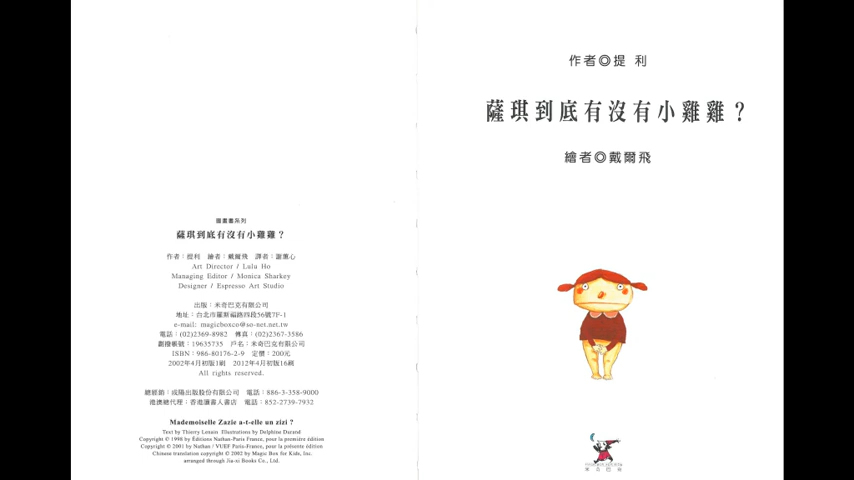 圖畫書系列
薩琪到底有沒有小雞雞？
作者：提利 繪者：戴爾飛 譯者：謝蕙心
Art Director / Lulu Ho
Managing Editor / Monica Sharkey
Designer / Espresso Art Studio
出版：米奇巴克有限公司
地址：台北市羅斯福路四段56號7F-1
e-mail: magicboxco@so-net.net.tw
電話：(02)2369-8982 傳真：(02)2367-3586
劃撥帳號：19635735 戶名：米奇巴克有限公司
ISBN：986-80176-2-9 定價：200元
2002年4月初版1刷 2012年4月初版16刷
All rights reserved.
總經銷：成陽出版股份有限公司 電話：886-3-358-9000
港澳總代理：香港讀書人書店 電話：852-2739-7932
Mademoiselle Zazie a-t-elle un zizi ?
Text by Thierry Lenain Illustrations by Delphine Durand
Copyright © 1998 by Éditions Nathan-Paris France, pour la première édition
Copyright © 2001 by Nathan / VUEF Paris-France, pour la présente édition
Chinese translation copyright © 2002 by Magic Box for Kids, Inc.
arranged through Jia-xi Books Co., Ltd.
作者◎提 利
薩琪到底有沒有小雞雞？
繪者◎戴爾飛
米奇巴克